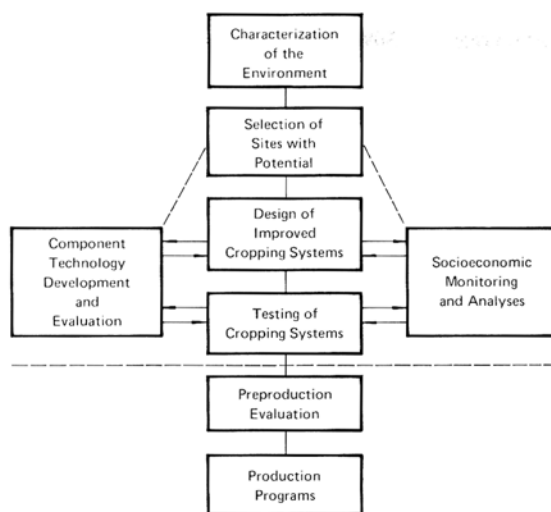 Characterization
of the
Environment
Selection of
Sites with
Potential
Design of
Improved
Cropping Systems
Component
Technology
Development
and
Evaluation
Socioeconomic
Monitoring
and Analyses
Testing of
Cropping Systems
Preproduction
Evaluation
Production
Programs